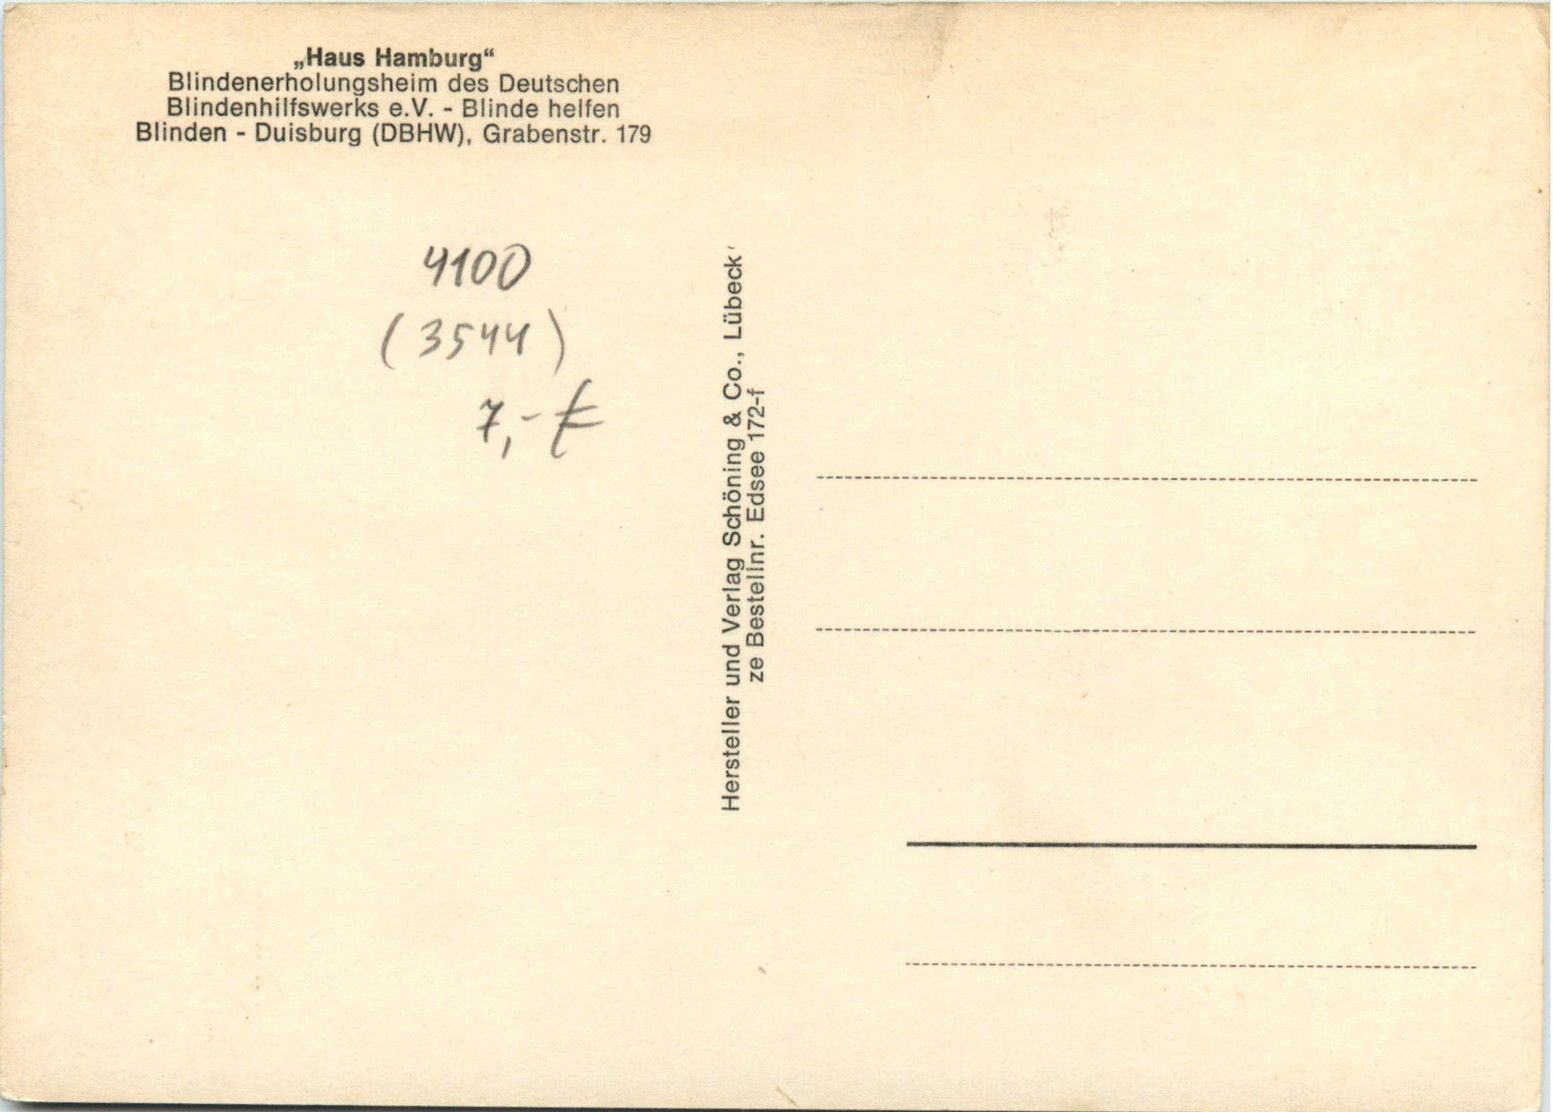 „Haus Hamburg“
Blindenerholungsheim des Deutschen
Blindenhilfswerks e.V. - Blinde helfen
Blinden - Duisburg (DBHW), Grabenstr. 179
4100
(3544)
7,- €
Hersteller und Verlag Schöning & Co., Lübeck
ze Bestellnr. Edsee 172-f